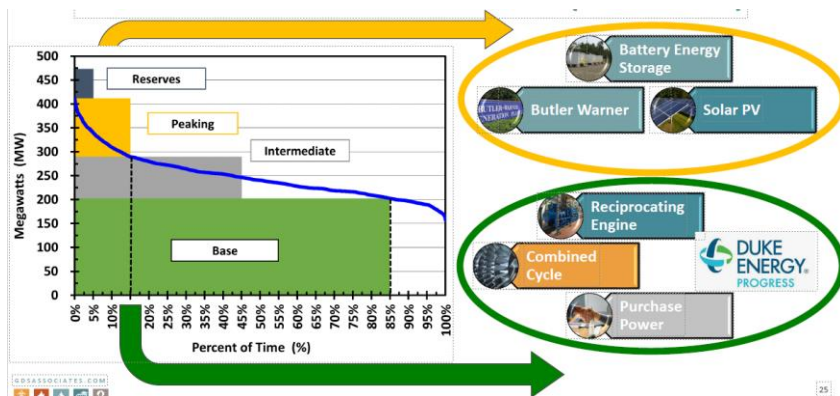 500
450
400
350
300
250
200
150
100
50
0
Megawatts (MW)
Reserves
Peaking
Intermediate
Base
0%
5%
10%
15%
20%
25%
30%
35%
40%
45%
50%
55%
60%
65%
70%
75%
80%
85%
90%
95%
100%
Percent of Time (%)
Battery Energy
Storage
Butler Warner
Solar PV
Reciprocating
Engine
Combined
Cycle
Purchase
Power
DUKE
ENERGY®
PROGRESS
GDSASSOCIATES.COM
25